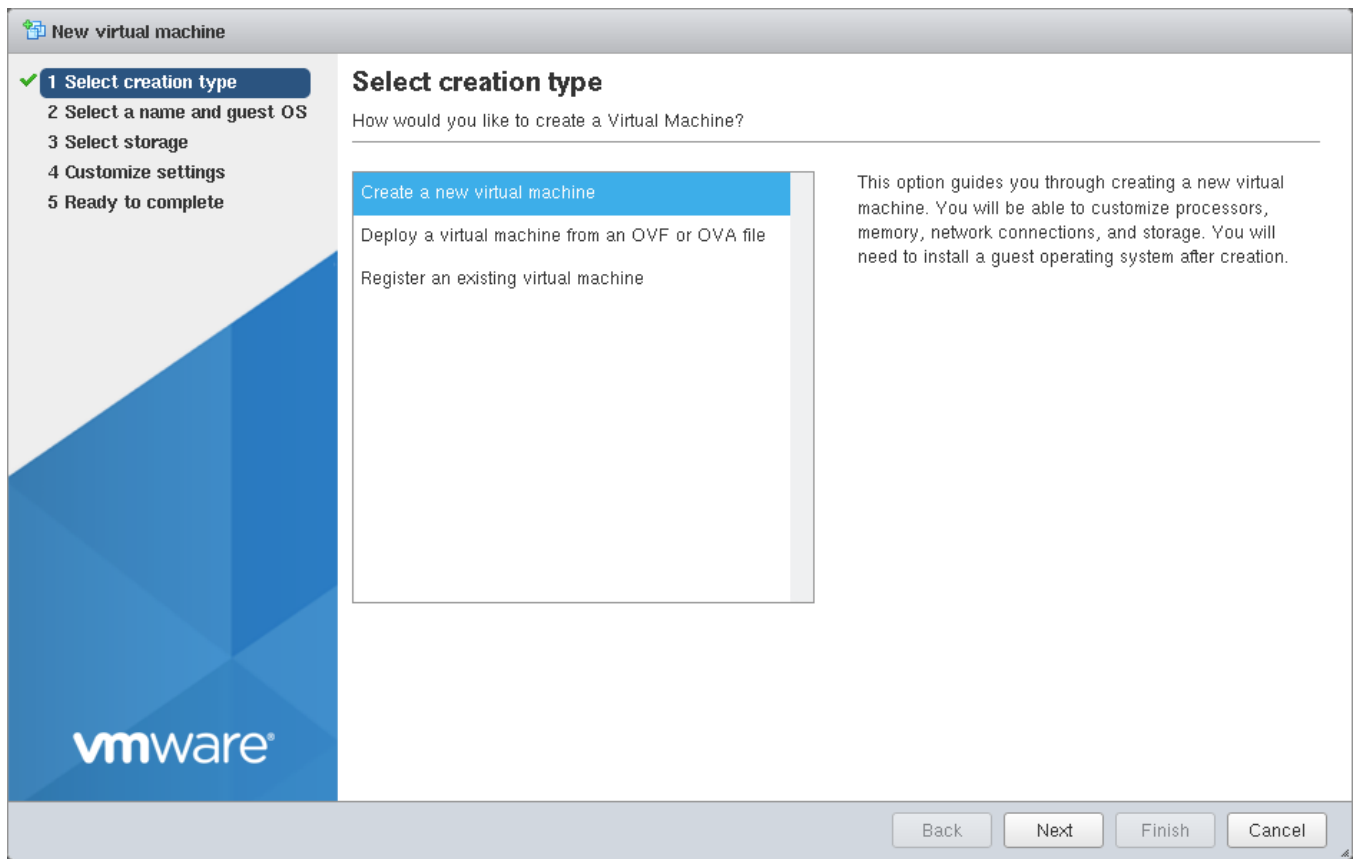 New virtual machine
1 Select creation type
2 Select a name and guest OS
3 Select storage
4 Customize settings
5 Ready to complete
Select creation type
How would you like to create a Virtual Machine?
Create a new virtual machine
Deploy a virtual machine from an OVF or OVA file
Register an existing virtual machine
This option guides you through creating a new virtual
machine. You will be able to customize processors,
memory, network connections, and storage. You will
need to install a guest operating system after creation.
vmware®
Back Next Finish Cancel